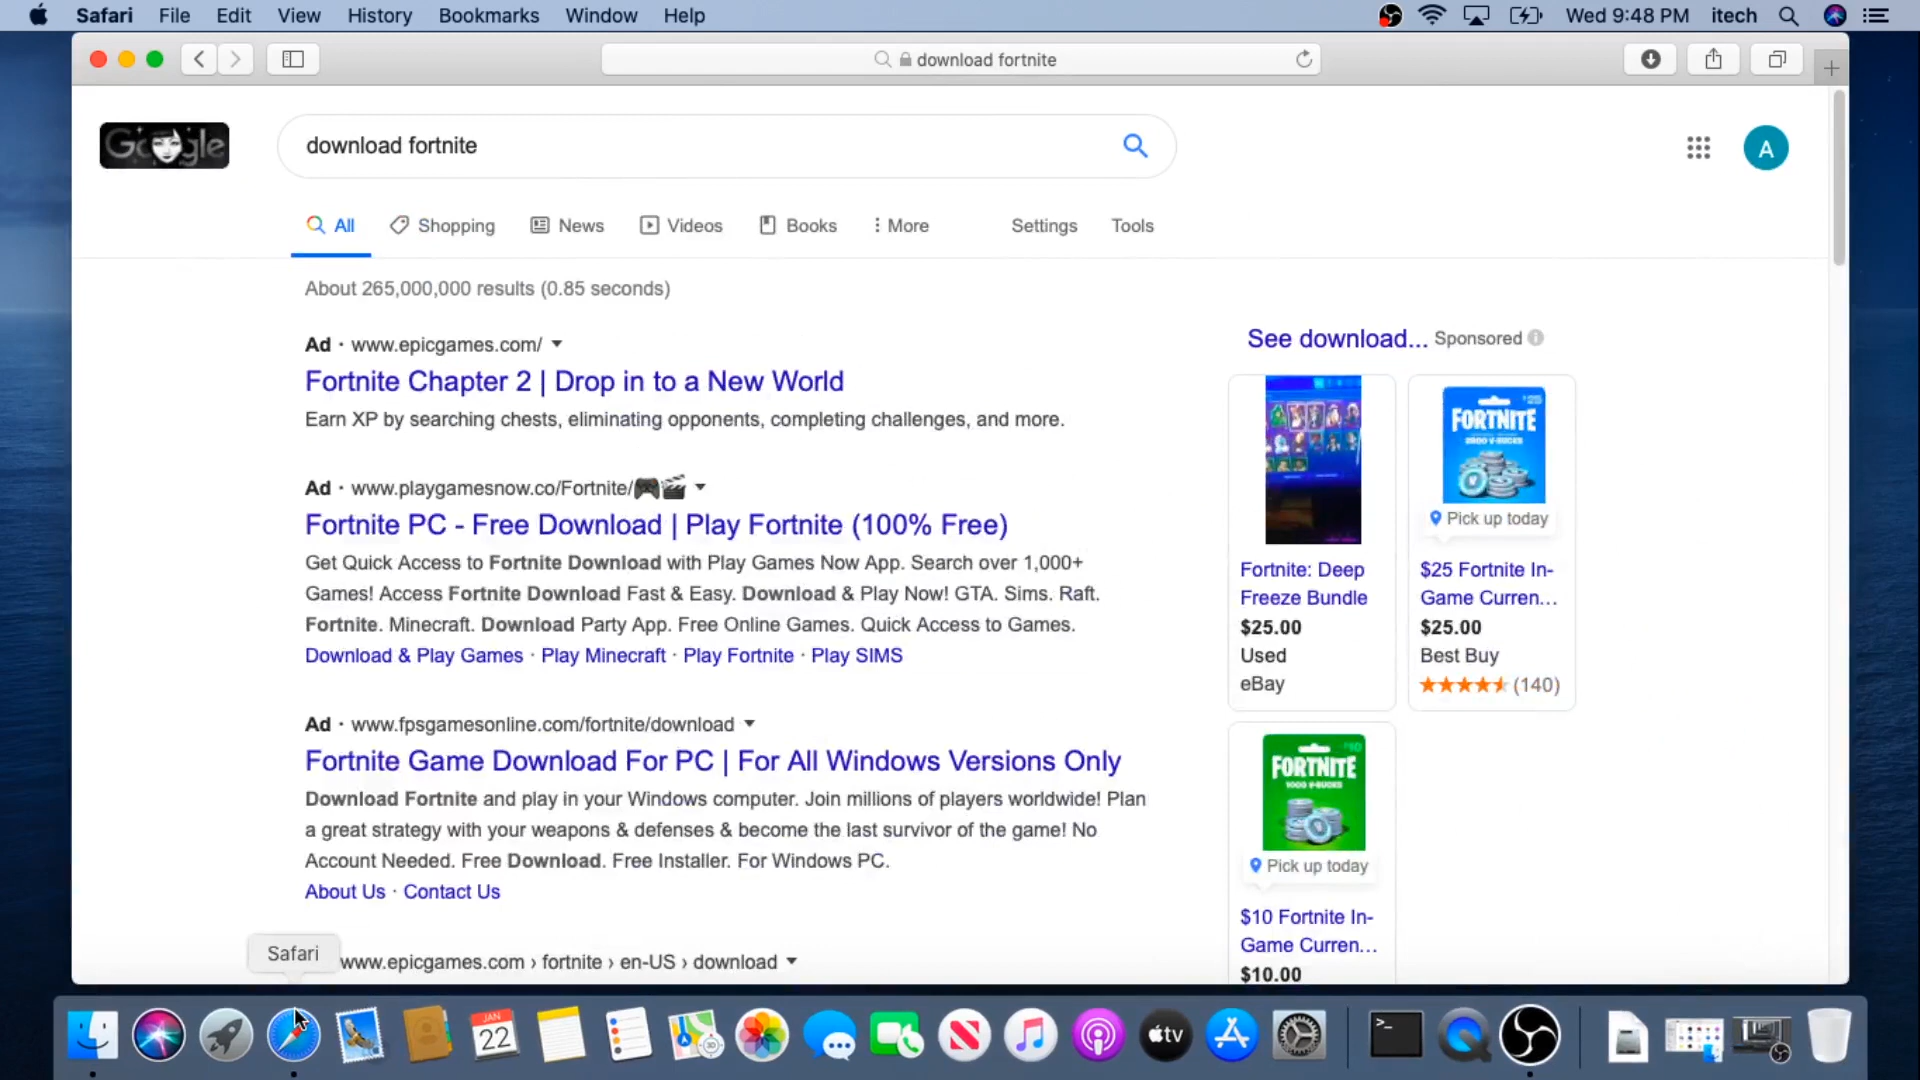 Safari File Edit View History Bookmarks Window Help Wed 9:48 PM itech
download fortnite
Google
download fortnite
A
All Shopping News Videos Books More Settings Tools
About 265,000,000 results (0.85 seconds)
Ad · www.epicgames.com/
Fortnite Chapter 2 | Drop in to a New World
Earn XP by searching chests, eliminating opponents, completing challenges, and more.
Ad · www.playgamesnow.co/Fortnite/🎮🎬
Fortnite PC - Free Download | Play Fortnite (100% Free)
Get Quick Access to Fortnite Download with Play Games Now App. Search over 1,000+
Games! Access Fortnite Download Fast & Easy. Download & Play Now! GTA. Sims. Raft.
Fortnite. Minecraft. Download Party App. Free Online Games. Quick Access to Games.
Download & Play Games · Play Minecraft · Play Fortnite · Play SIMS
Ad · www.fpsgamesonline.com/fortnite/download
Fortnite Game Download For PC | For All Windows Versions Only
Download Fortnite and play in your Windows computer. Join millions of players worldwide! Plan
a great strategy with your weapons & defenses & become the last survivor of the game! No
Account Needed. Free Download. Free Installer. For Windows PC.
About Us · Contact Us
www.epicgames.com › fortnite › en-US › download
See download... Sponsored
Fortnite: Deep
Freeze Bundle
$25.00
Used
eBay
FORTNITE
Pick up today
$25 Fortnite In-
Game Curren...
$25.00
Best Buy
(140)
FORTNITE
Pick up today
$10 Fortnite In-
Game Curren...
$10.00
Safari
JAN
22
tv